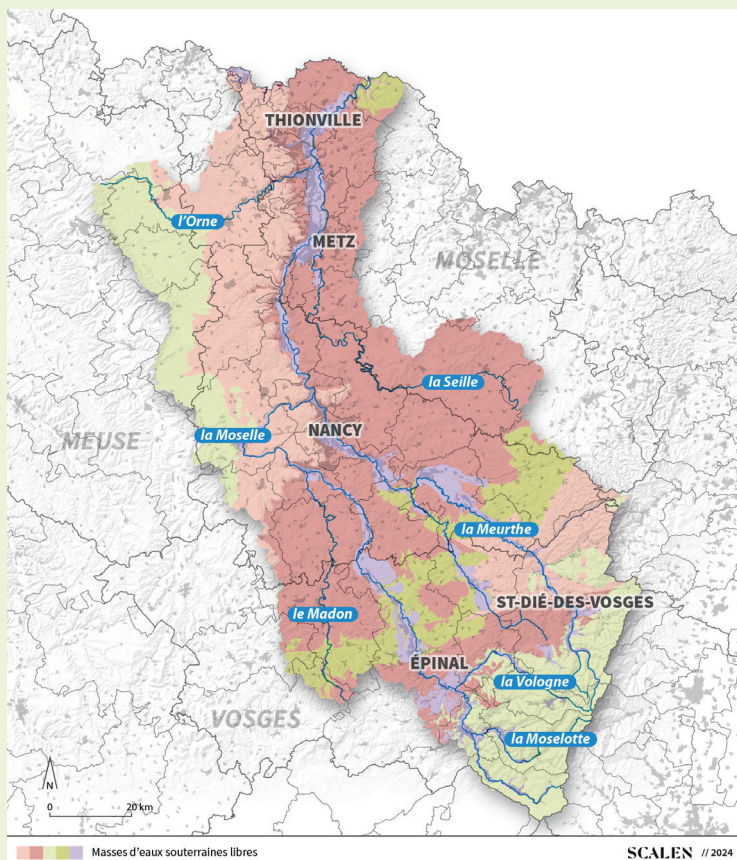 THIONVILLE
l'Orne
METZ
MOSELLE
la Seille
NANCY
la Moselle
MEUSE
la Meurthe
ST-DIÉ-DES-VOSGES
le Madon
ÉPINAL
la Vologne
VOSGES
la Moselotte
N
0 20 km
Masses d'eaux souterraines libres
SCALEN // 2024